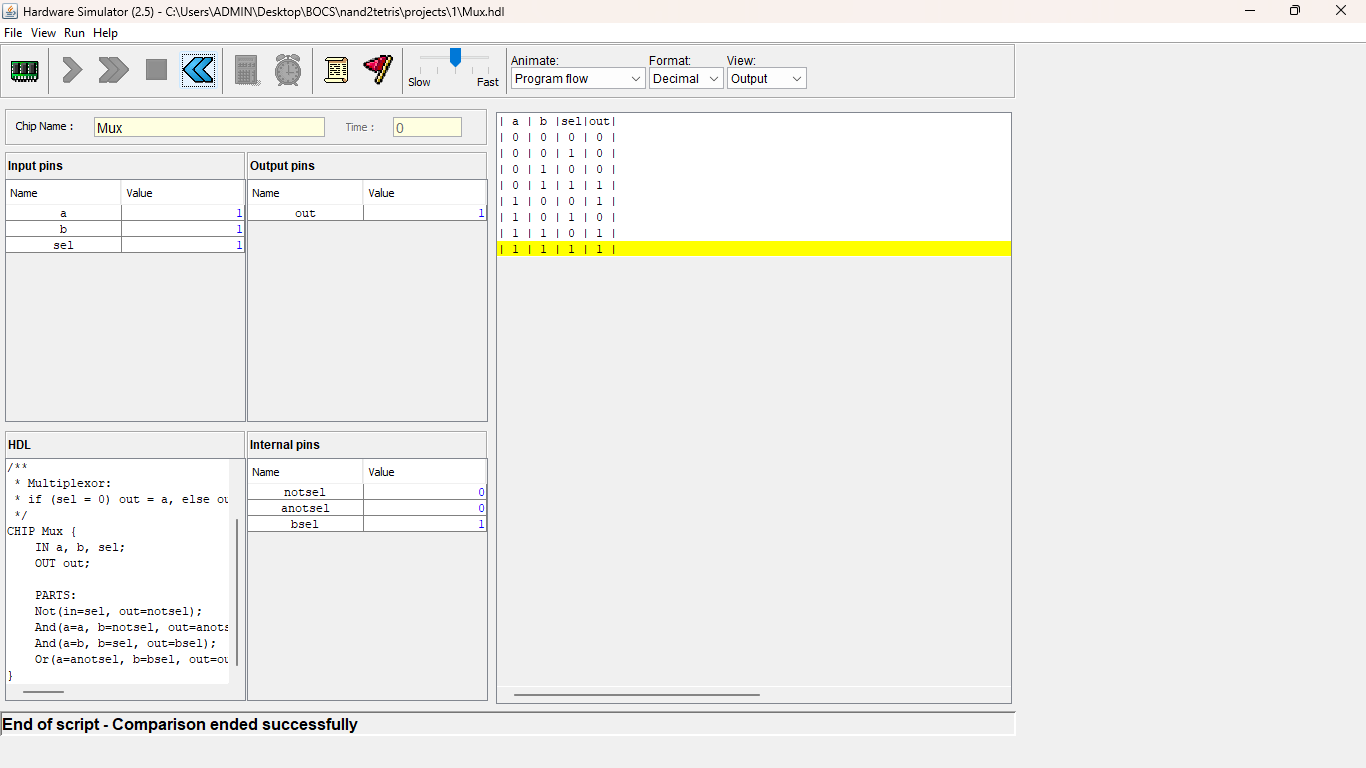 Hardware Simulator (2.5) - C:\Users\ADMIN\Desktop\BOCS\nand2tetris\projects\1\Mux.hdl
File View Run Help
Slow Fast
Animate: Format: View:
Program flow Decimal Output
Chip Name : Mux Time : 0
Input pins
Name Value
a 1
b 1
sel 1
Output pins
Name Value
out 1
| a | b |sel|out|
| 0 | 0 | 0 | 0 |
| 0 | 0 | 1 | 0 |
| 0 | 1 | 0 | 0 |
| 0 | 1 | 1 | 1 |
| 1 | 0 | 0 | 1 |
| 1 | 0 | 1 | 0 |
| 1 | 1 | 0 | 1 |
| 1 | 1 | 1 | 1 |
HDL
/**
* Multiplexor:
* if (sel = 0) out = a, else ou
*/
CHIP Mux {
IN a, b, sel;
OUT out;
PARTS:
Not(in=sel, out=notsel);
And(a=a, b=notsel, out=anots
And(a=b, b=sel, out=bsel);
Or(a=anotsel, b=bsel, out=ou
}
Internal pins
Name Value
notsel 0
anotsel 0
bsel 1
End of script - Comparison ended successfully